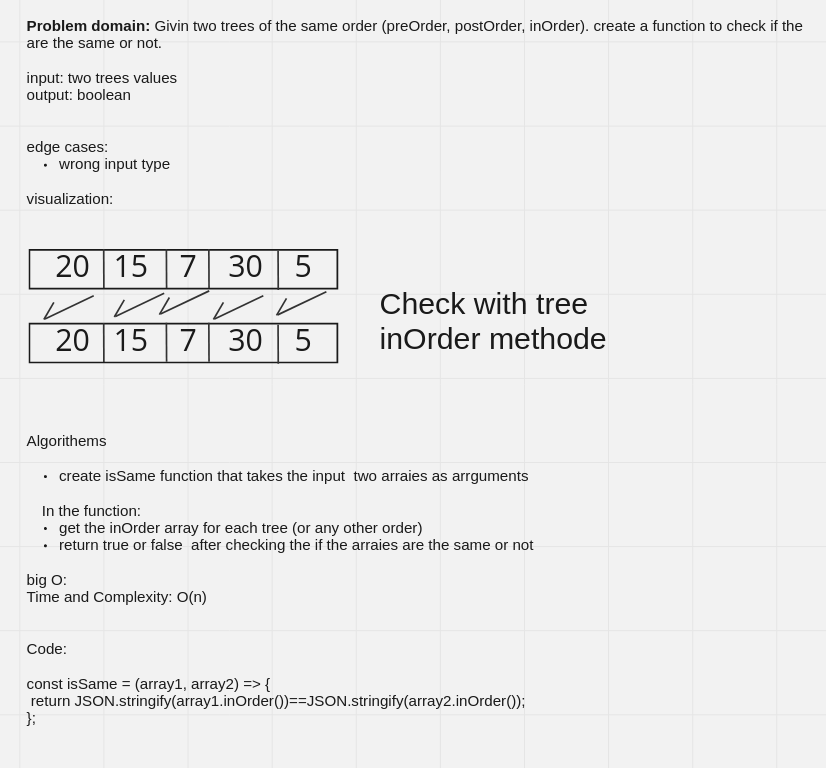 Problem domain: Givin two trees of the same order (preOrder, postOrder, inOrder). create a function to check if the
are the same or not.
input: two trees values
output: boolean
edge cases:
• wrong input type
visualization:
20 15 7 30 5
Check with tree
inOrder methode
20 15 7 30 5
Algorithems
• create isSame function that takes the input  two arraies as arrguments
In the function:
• get the inOrder array for each tree (or any other order)
• return true or false  after checking the if the arraies are the same or not
big O:
Time and Complexity: O(n)
Code:
const isSame = (array1, array2) => {
 return JSON.stringify(array1.inOrder())==JSON.stringify(array2.inOrder());
};